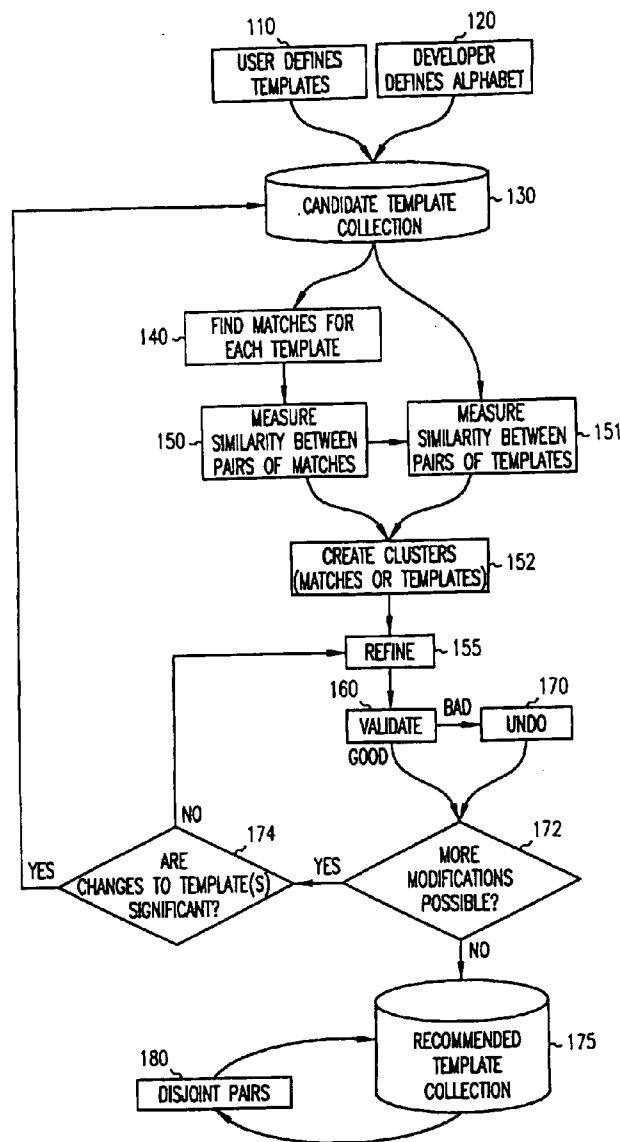 110
USER DEFINES
TEMPLATES
120
DEVELOPER
DEFINES ALPHABET
CANDIDATE TEMPLATE
COLLECTION
130
140
FIND MATCHES FOR
EACH TEMPLATE
150
MEASURE
SIMILARITY BETWEEN
PAIRS OF MATCHES
MEASURE
SIMILARITY BETWEEN
PAIRS OF TEMPLATES
151
CREATE CLUSTERS
(MATCHES OR TEMPLATES)
152
REFINE
155
160
VALIDATE
BAD
170
UNDO
GOOD
NO
174
YES
ARE
CHANGES TO TEMPLATE(S)
SIGNIFICANT?
YES
172
MORE
MODIFICATIONS
POSSIBLE?
NO
RECOMMENDED
TEMPLATE
COLLECTION
175
180
DISJOINT PAIRS